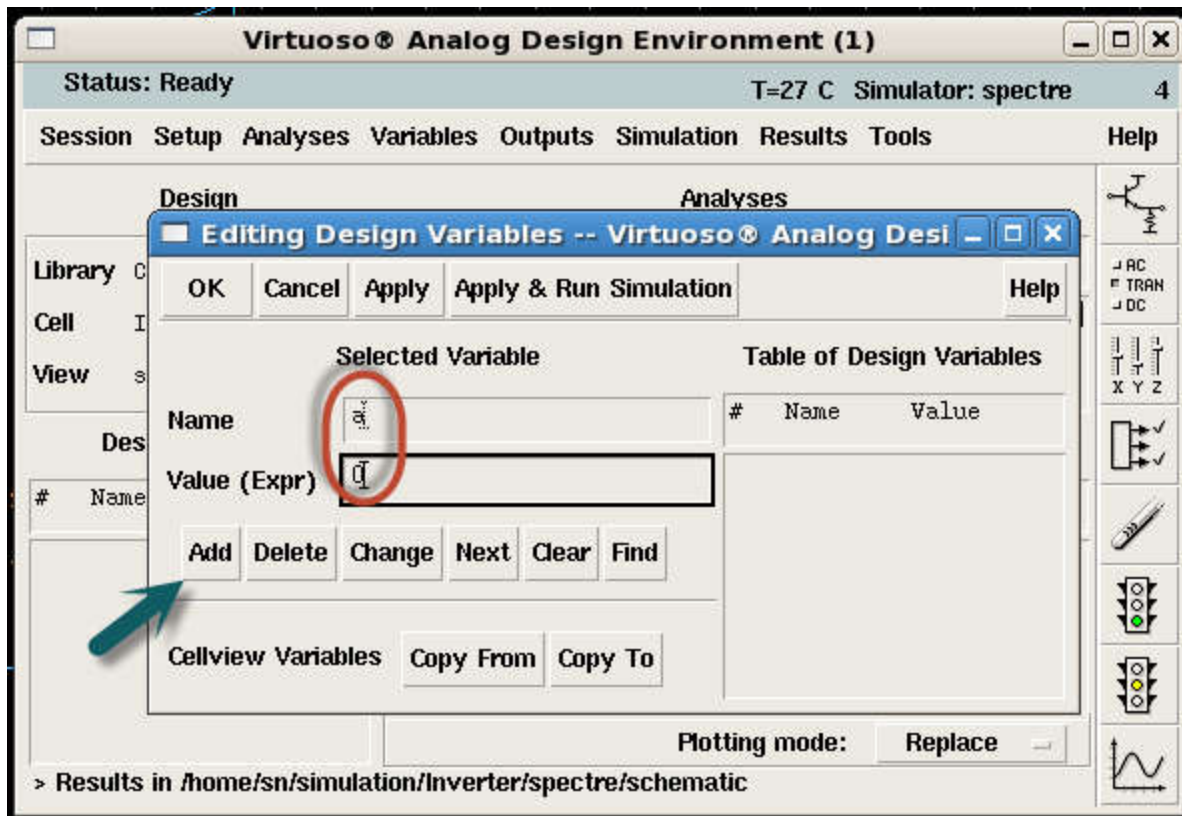 Virtuoso® Analog Design Environment (1)
Status: Ready T=27 C Simulator: spectre 4
Session Setup Analyses Variables Outputs Simulation Results Tools Help
Design Analyses
Editing Design Variables -- Virtuoso® Analog Desi
Library C
OK Cancel Apply Apply & Run Simulation Help
AC
TRAN
DC
Cell I
Selected Variable Table of Design Variables
View s
X Y Z
Name a # Name Value
Des
Value (Expr) 0
# Name
Add Delete Change Next Clear Find
Cellview Variables Copy From Copy To
Plotting mode: Replace
> Results in /home/sn/simulation/Inverter/spectre/schematic